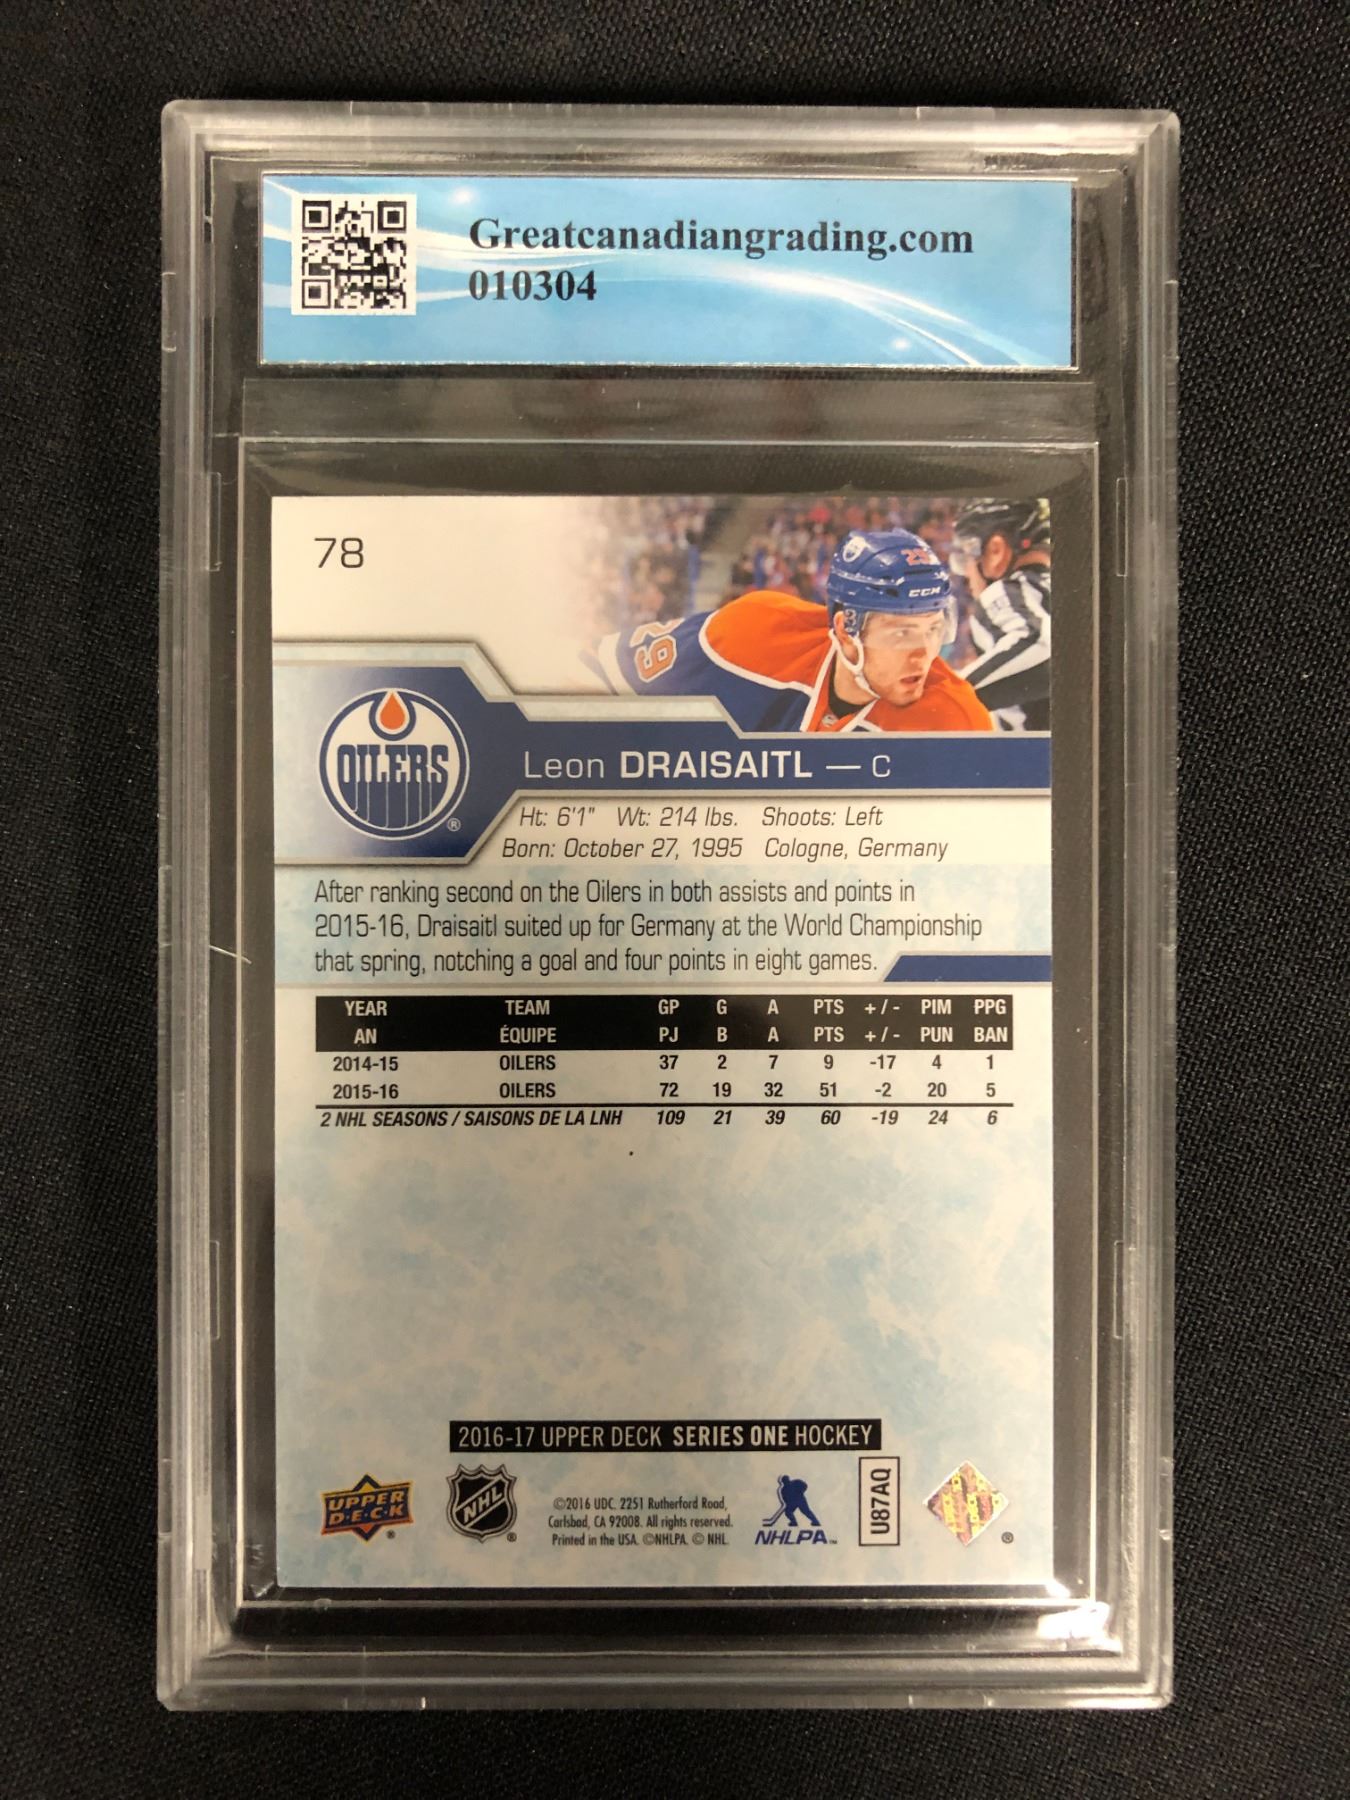 Greatcanadiangrading.com
010304
78
29
CCM
29
OILERS
®
Leon DRAISAITL — C
Ht: 6'1" Wt: 214 lbs. Shoots: Left
Born: October 27, 1995 Cologne, Germany
After ranking second on the Oilers in both assists and points in
2015-16, Draisaitl suited up for Germany at the World Championship
that spring, notching a goal and four points in eight games.
YEAR TEAM GP G A PTS +/- PIM PPG
AN ÉQUIPE PJ B A PTS +/- PUN BAN
2014-15 OILERS 37 2 7 9 -17 4 1
2015-16 OILERS 72 19 32 51 -2 20 5
2 NHL SEASONS / SAISONS DE LA LNH 109 21 39 60 -19 24 6
2016-17 UPPER DECK SERIES ONE HOCKEY
UPPER DECK ®
NHL ®
©2016 UDC. 2251 Rutherford Road,
Carlsbad, CA 92008. All rights reserved.
Printed in the USA. ©NHLPA. © NHL.
NHLPA™
U87AQ
®